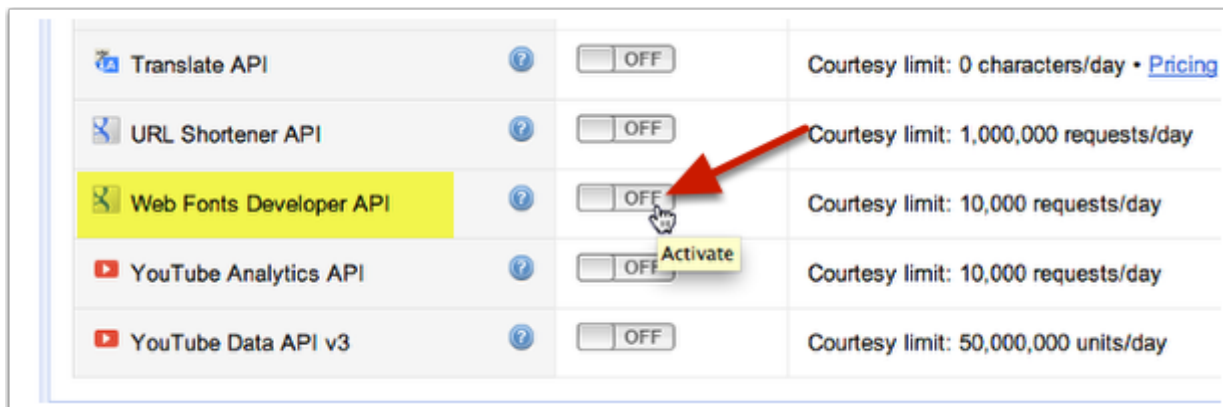 Translate API OFF Courtesy limit: 0 characters/day • Pricing
URL Shortener API OFF Courtesy limit: 1,000,000 requests/day
Web Fonts Developer API OFF Courtesy limit: 10,000 requests/day
Activate
YouTube Analytics API OFF Courtesy limit: 10,000 requests/day
YouTube Data API v3 OFF Courtesy limit: 50,000,000 units/day